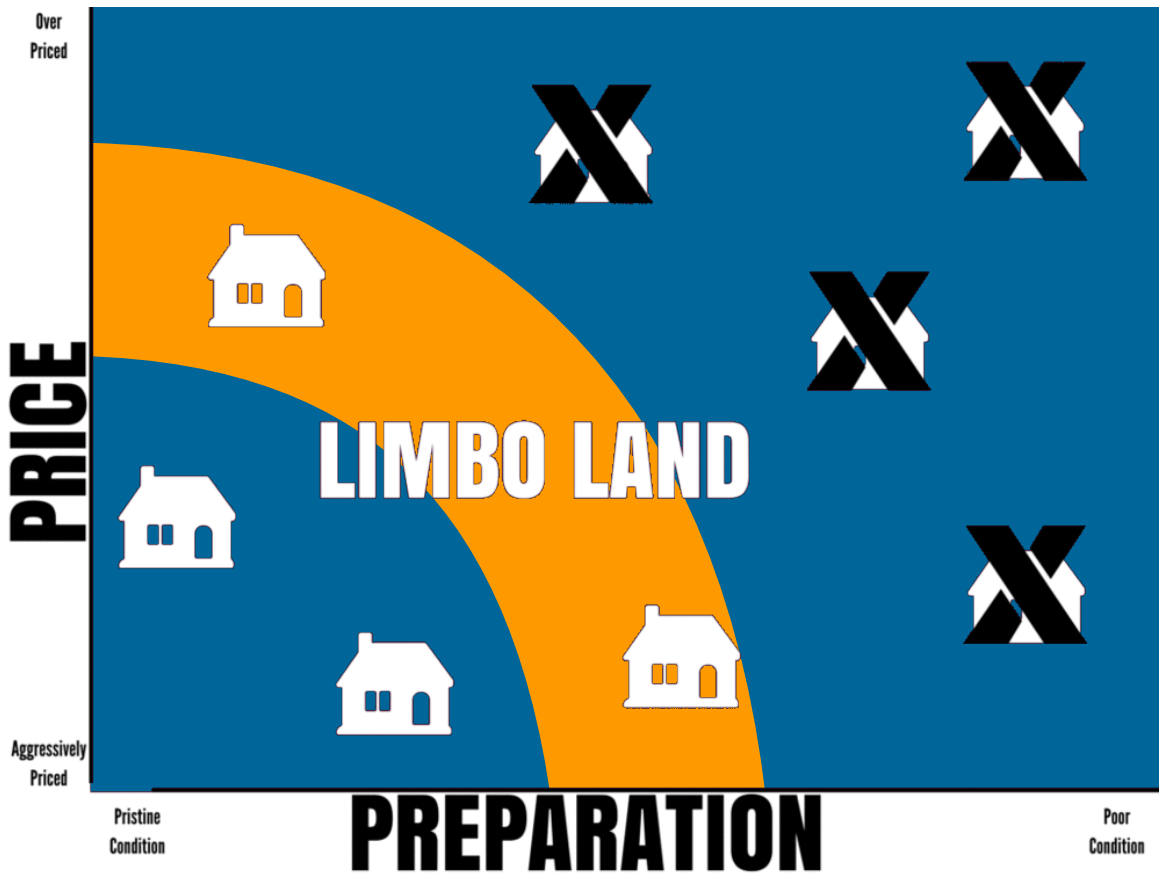 Over
Priced
PRICE
LIMBO LAND
Aggressively
Priced
Pristine
Condition
PREPARATION
Poor
Condition